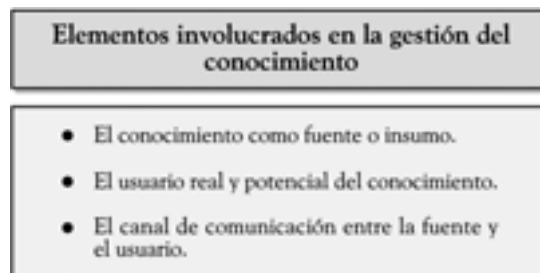 Elementos involucrados en la gestión del
conocimiento
● El conocimiento como fuente o insumo.
● El usuario real y potencial del conocimiento.
● El canal de comunicación entre la fuente y
el usuario.